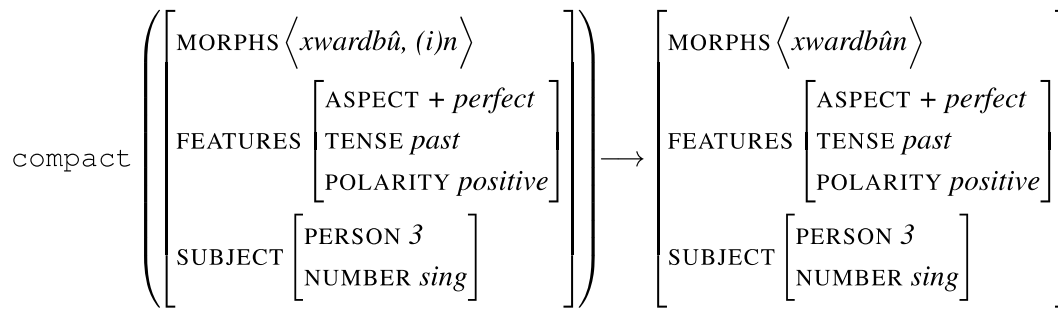 MORPHS ⟨xwardbû, (i)n⟩ MORPHS ⟨xwardbûn⟩
ASPECT + perfect ASPECT + perfect
compact FEATURES TENSE past ⟶ FEATURES TENSE past
POLARITY positive POLARITY positive
SUBJECT PERSON 3 SUBJECT PERSON 3
NUMBER sing NUMBER sing